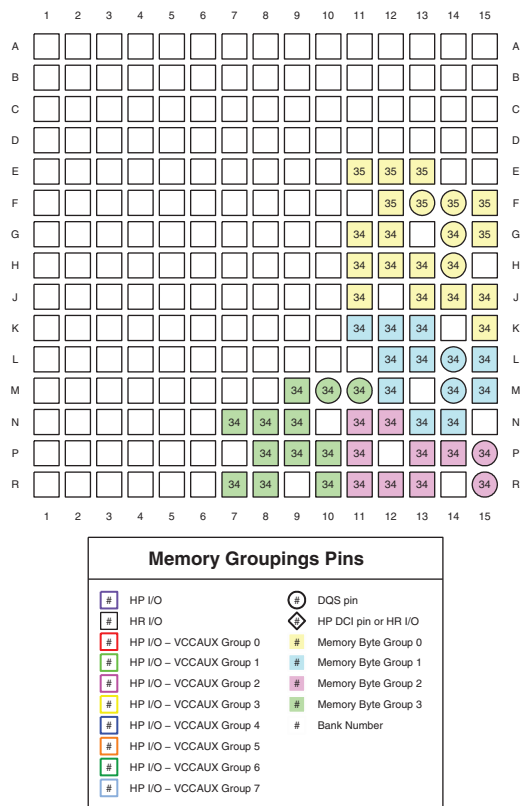 1 2 3 4 5 6 7 8 9 10 11 12 13 14 15
A A
B B
C C
D D
E 35 35 35 E
F 35 35 35 35 F
G 34 34 34 35 G
H 34 34 34 34 H
J 34 34 34 34 J
K 34 34 34 34 K
L 34 34 34 34 L
M 34 34 34 34 34 34 M
N 34 34 34 34 34 34 34 N
P 34 34 34 34 34 34 34 P
R 34 34 34 34 34 34 34 R
1 2 3 4 5 6 7 8 9 10 11 12 13 14 15
Memory Groupings Pins
# HP I/O
# HR I/O
# HP I/O – VCCAUX Group 0
# HP I/O – VCCAUX Group 1
# HP I/O – VCCAUX Group 2
# HP I/O – VCCAUX Group 3
# HP I/O – VCCAUX Group 4
# HP I/O – VCCAUX Group 5
# HP I/O – VCCAUX Group 6
# HP I/O – VCCAUX Group 7
# DQS pin
# HP DCI pin or HR I/O
# Memory Byte Group 0
# Memory Byte Group 1
# Memory Byte Group 2
# Memory Byte Group 3
# Bank Number